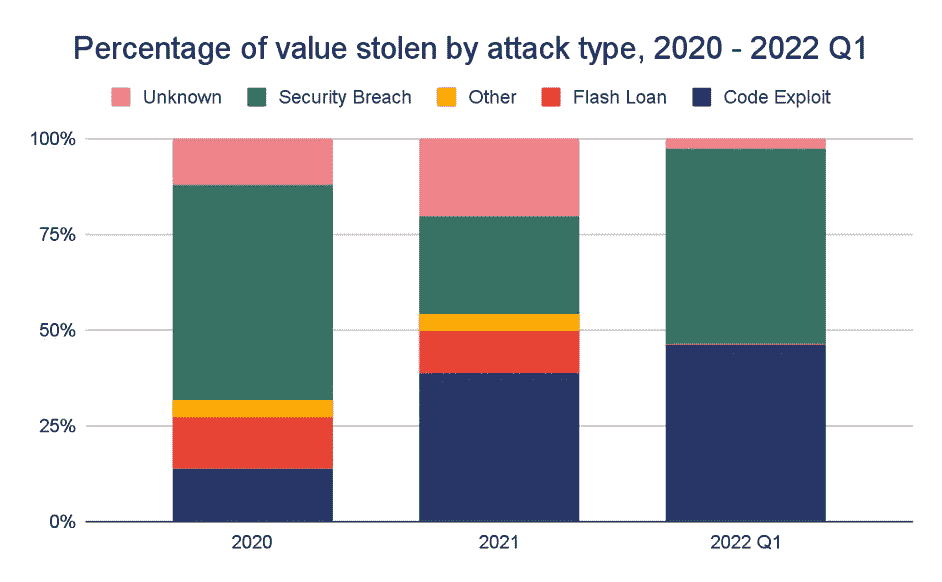 Percentage of value stolen by attack type, 2020 - 2022 Q1
Unknown Security Breach Other Flash Loan Code Exploit
100%
75%
50%
25%
0%
2020 2021 2022 Q1